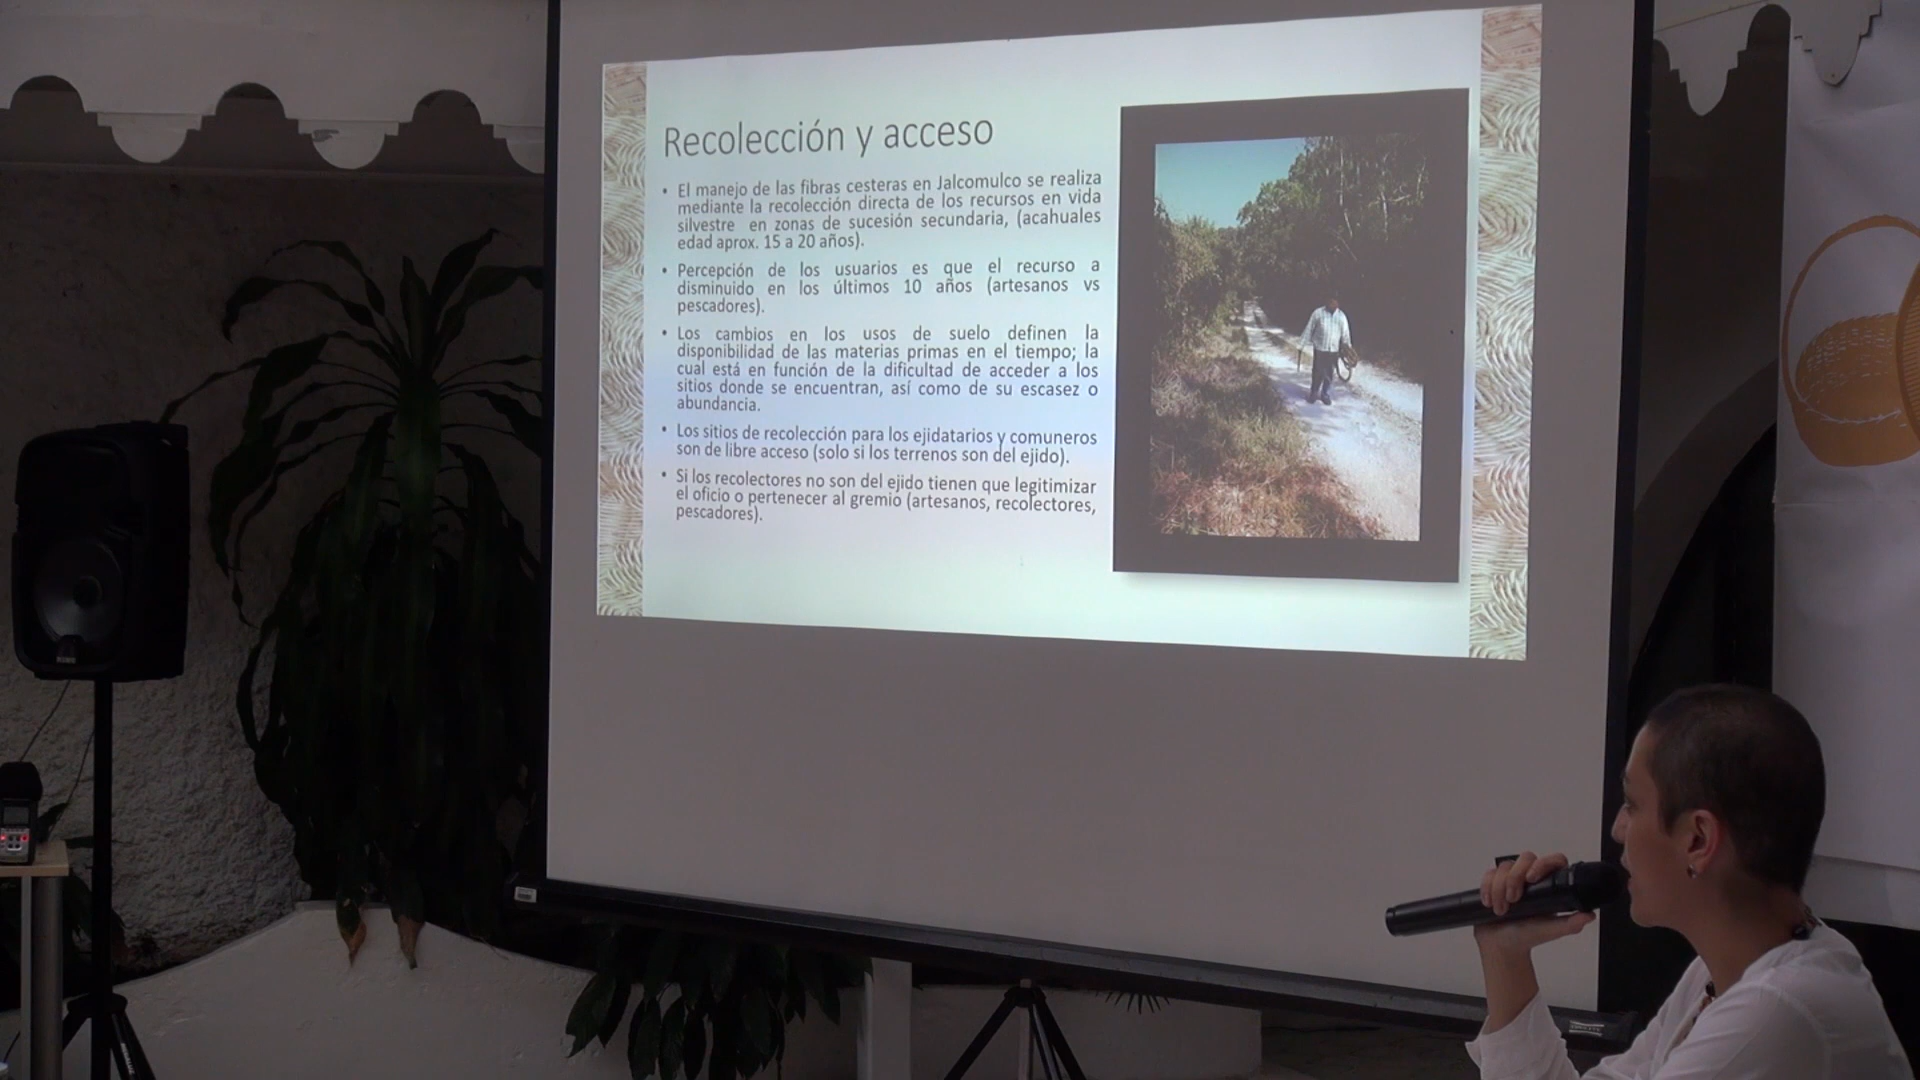 Recolección y acceso
• El manejo de las fibras cesteras en Jalcomulco se realiza
mediante la recolección directa de los recursos en vida
silvestre en zonas de sucesión secundaria, (acahuales
edad aprox. 15 a 20 años).
• Percepción de los usuarios es que el recurso a
disminuido en los últimos 10 años (artesanos vs
pescadores).
• Los cambios en los usos de suelo definen la
disponibilidad de las materias primas en el tiempo; la
cual está en función de la dificultad de acceder a los
sitios donde se encuentran, así como de su escasez o
abundancia.
• Los sitios de recolección para los ejidatarios y comuneros
son de libre acceso (solo si los terrenos son del ejido).
• Si los recolectores no son del ejido tienen que legitimizar
el oficio o pertenecer al gremio (artesanos, recolectores,
pescadores).